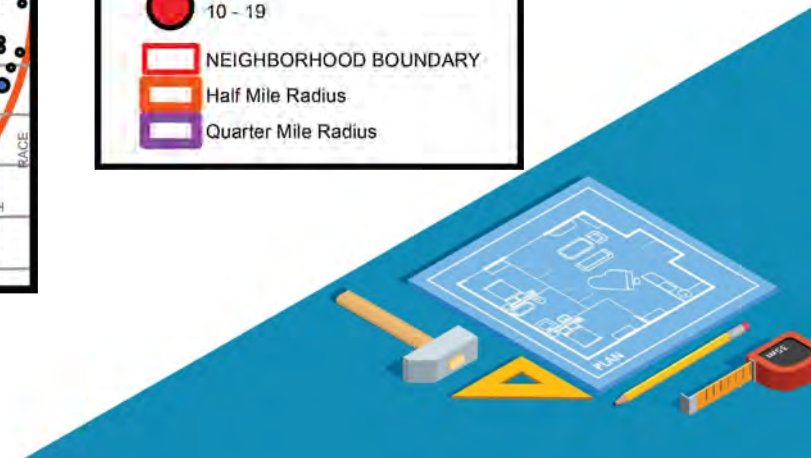 10 - 19
NEIGHBORHOOD BOUNDARY
Half Mile Radius
Quarter Mile Radius
RACE
PLAN